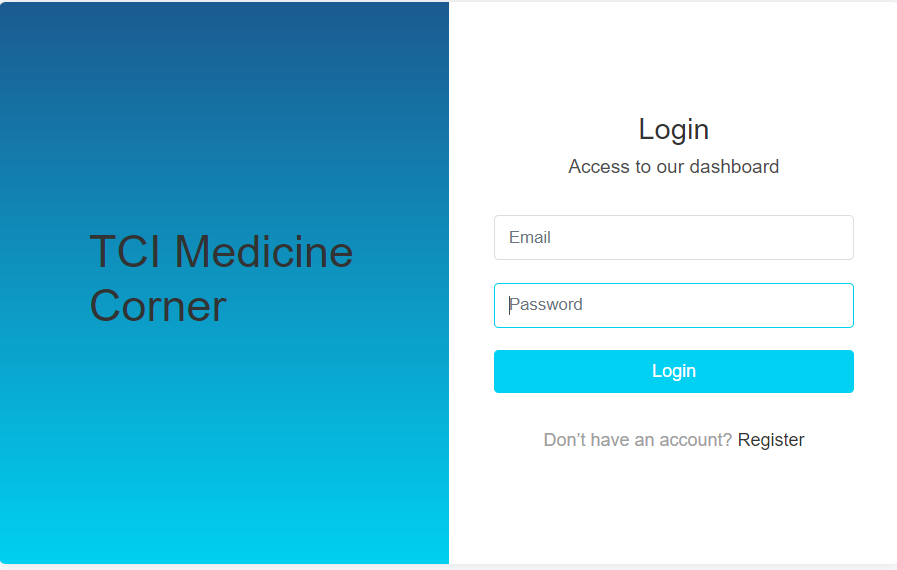 TCI Medicine
Corner
Login
Access to our dashboard
Email
Password
Login
Don’t have an account? Register